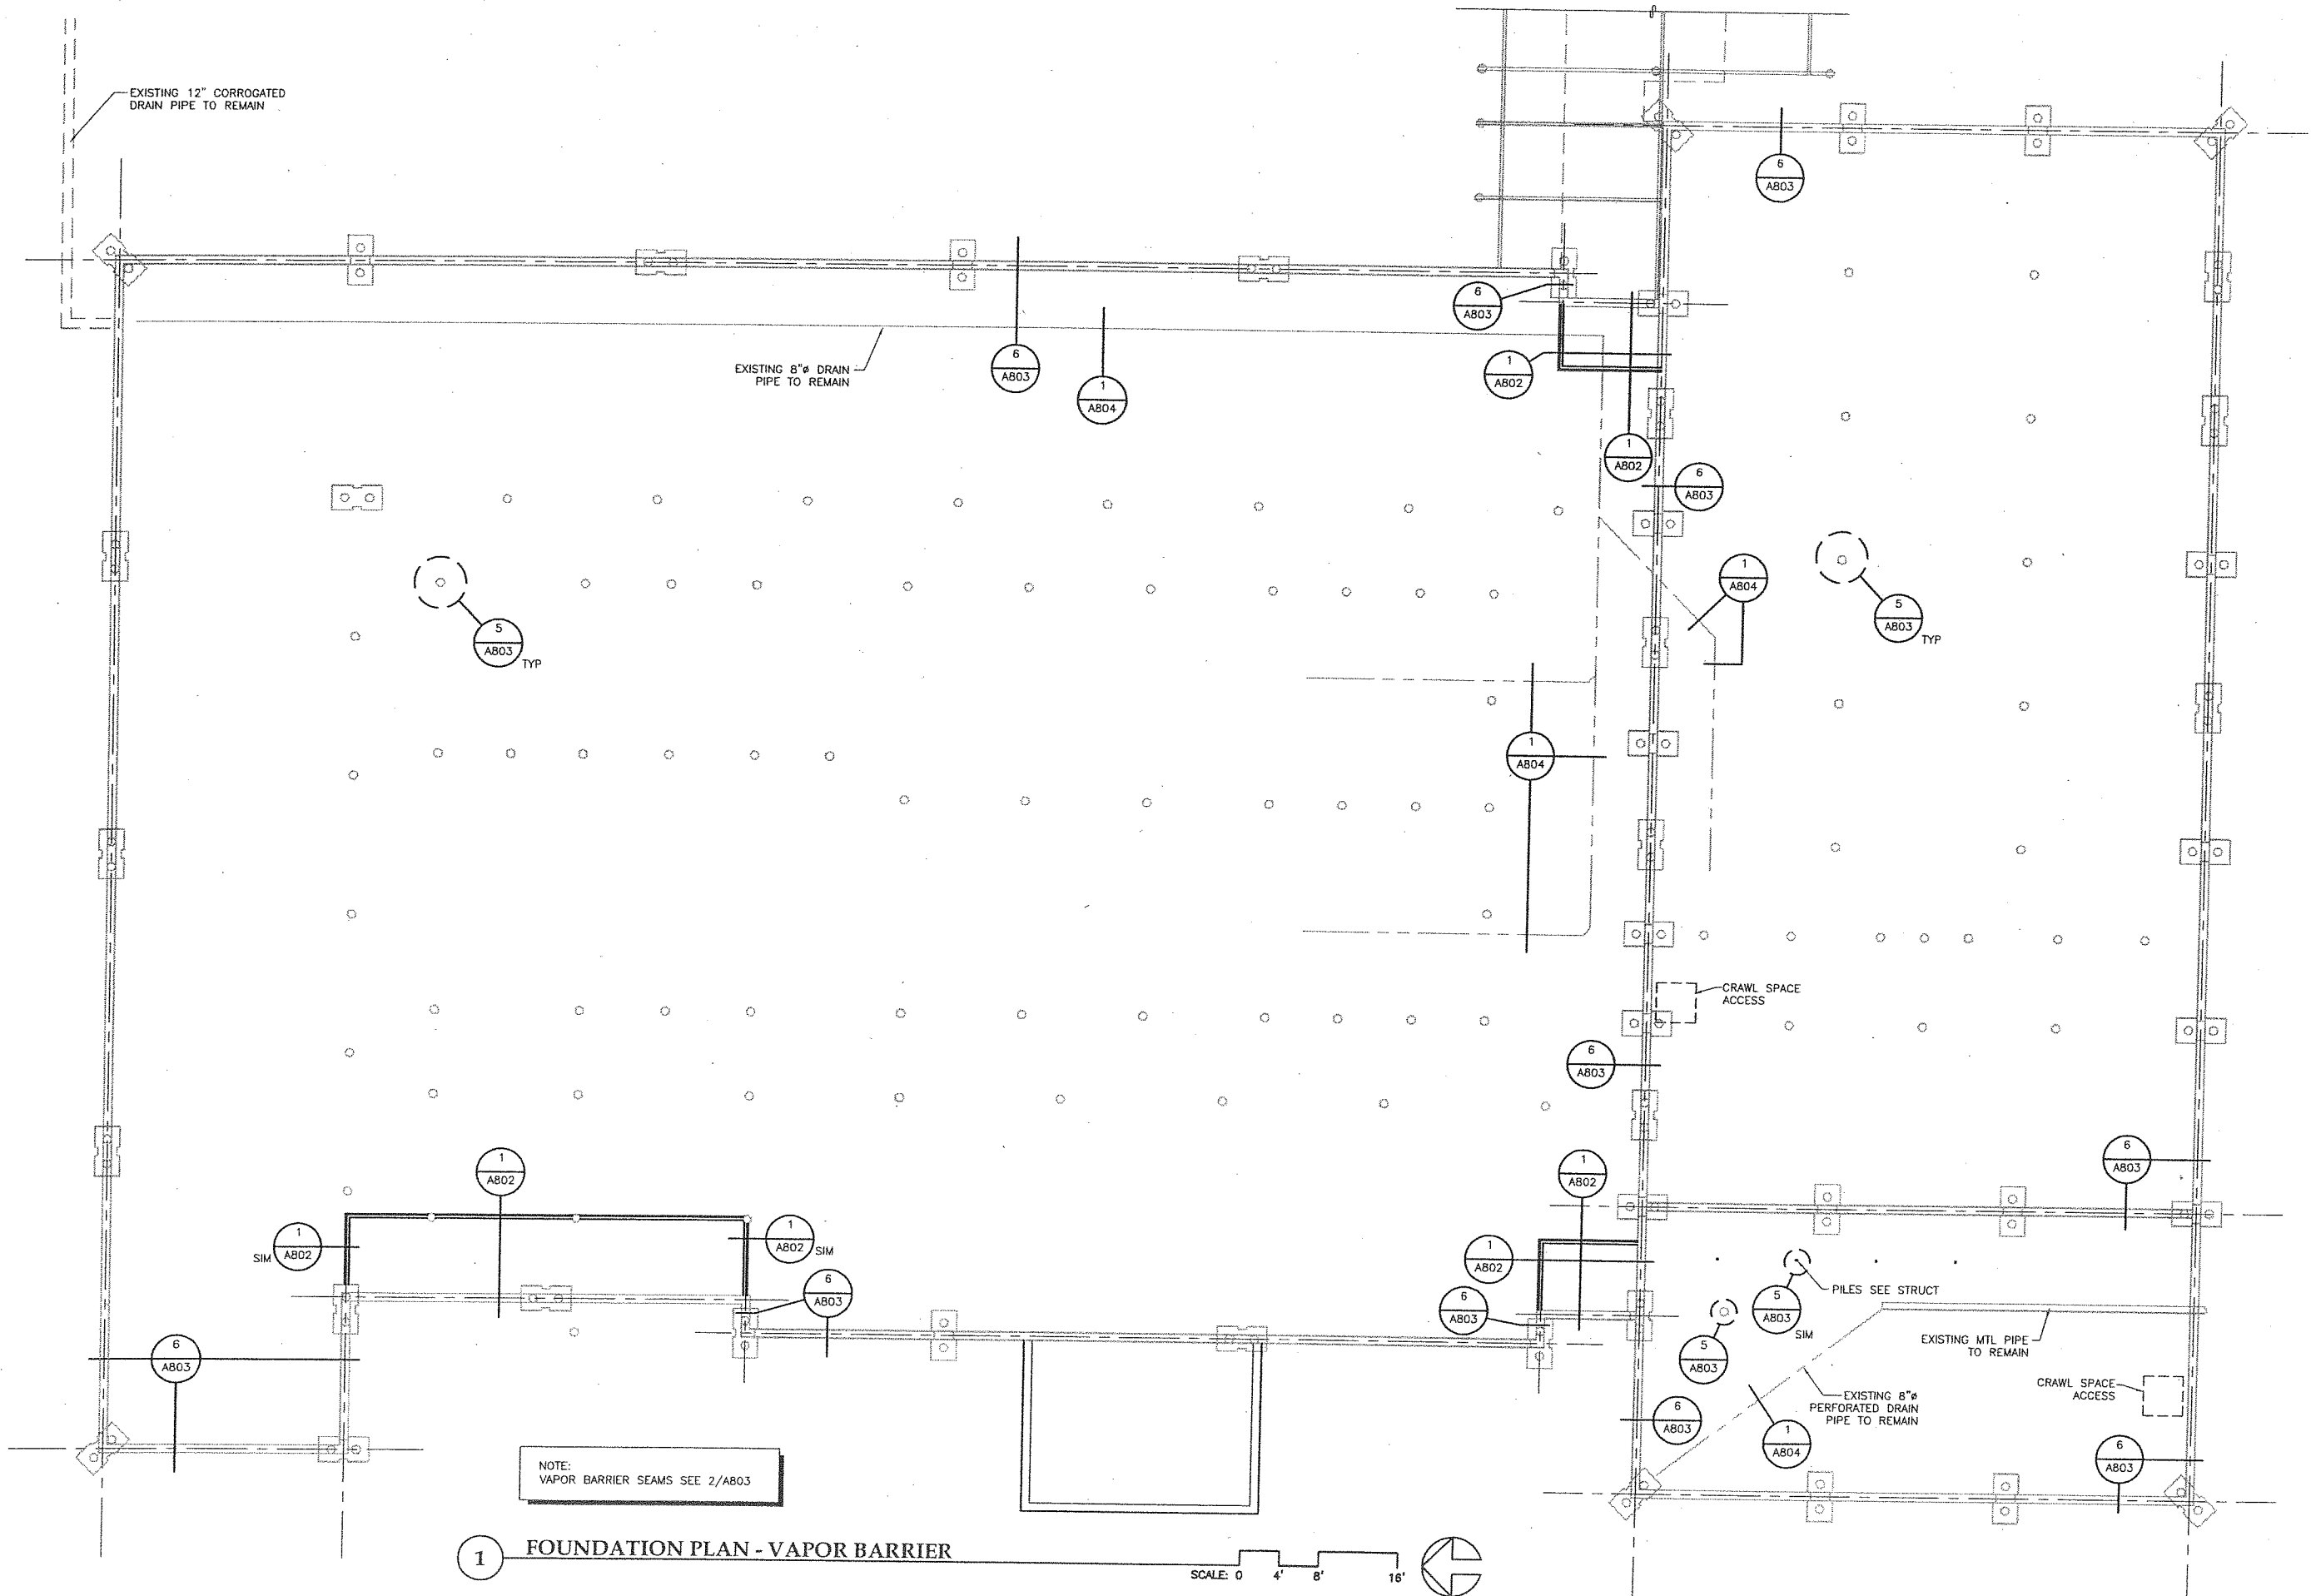 EXISTING 12" CORROGATED
DRAIN PIPE TO REMAIN
6
A803
6
A803
EXISTING 8"ø DRAIN
PIPE TO REMAIN
6
A803
1
A804
1
A802
1
A802
6
A803
1
A804
5
A803
TYP
5
A803
TYP
1
A804
CRAWL SPACE
ACCESS
6
A803
1
A802
1
A802
6
A803
1
A802
SIM
1
A802
SIM
1
A802
6
A803
6
A803
5
A803
SIM
PILES SEE STRUCT
5
A803
EXISTING MTL PIPE
TO REMAIN
6
A803
CRAWL SPACE
ACCESS
EXISTING 8"ø
PERFORATED DRAIN
PIPE TO REMAIN
6
A803
1
A804
6
A803
NOTE:
VAPOR BARRIER SEAMS SEE 2/A803
1
FOUNDATION PLAN - VAPOR BARRIER
SCALE: 0 4' 8' 16'